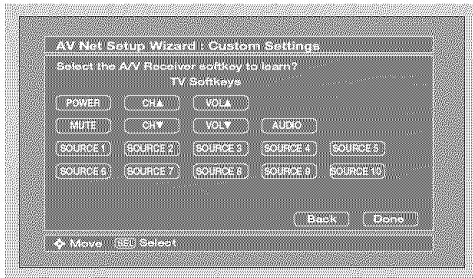 AV Net Setup Wizard : Custom Settings
Select the A/V Receiver softkey to learn?
TV Softkeys
POWER CH▲ VOL▲
MUTE CH▼ VOL▼ AUDIO
SOURCE 1 SOURCE 2 SOURCE 3 SOURCE 4 SOURCE 5
SOURCE 6 SOURCE 7 SOURCE 8 SOURCE 9 SOURCE 10
Back Done
Move SEL Select